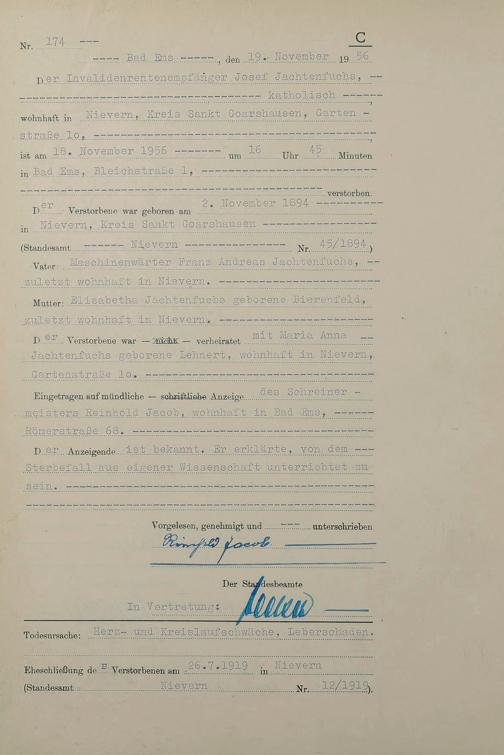 C
Nr. 174 ---
---- Bad Ems -----, den 19. November 1956
Der Invalidenrentenempfänger Josef Jachtenfuchs, --
---------------------------------- katholisch ------,
wohnhaft in Nievern, Kreis Sankt Goarshausen, Garten -
straße 1o, ----------------------------------------
ist am 18. November 1956 ------- um 16 Uhr 45 Minuten
in Bad Ems, Bleichstraße 1, -------------------------
------------------------------------------- verstorben.
Der Verstorbene war geboren am 2. November 1894 ----------
in Nievern, Kreis Sankt Goarshausen -----------------
(Standesamt ------ Nievern --------------- Nr. 45/1894)
Vater: Maschinenwärter Franz Andreas Jachtenfuchs, --
zuletzt wohnhaft in Nievern. ------------------------
Mutter: Elisabetha Jachtenfuchs geborene Bierenfeld,
zuletzt wohnhaft in Nievern. ------------------------
Der Verstorbene war — nicht — verheiratet mit Maria Anna --
Jachtenfuchs geborene Lehnert, wohnhaft in Nievern,
Gartenstraße 1o. ------------------------------------
Eingetragen auf mündliche — schriftliche Anzeige des Schreiner -
meisters Reinhold Jacob, wohnhaft in Bad Ems, ------
Römerstraße 68. -------------------------------------
Der Anzeigende ist bekannt. Er erklärte, von dem ---
Sterbefall aus eigener Wissenschaft unterrichtet zu
sein. -----------------------------------------------
-----------------------------------------------------
Vorgelesen, genehmigt und --- unterschrieben
Reinhold Jacob.
Der Standesbeamte
In Vertretung:
Todesursache: Herz- und Kreislaufschwäche, Leberschaden.
Eheschließung des Verstorbenen am 26.7.1919 in Nievern
(Standesamt Nievern Nr. 12/1919).